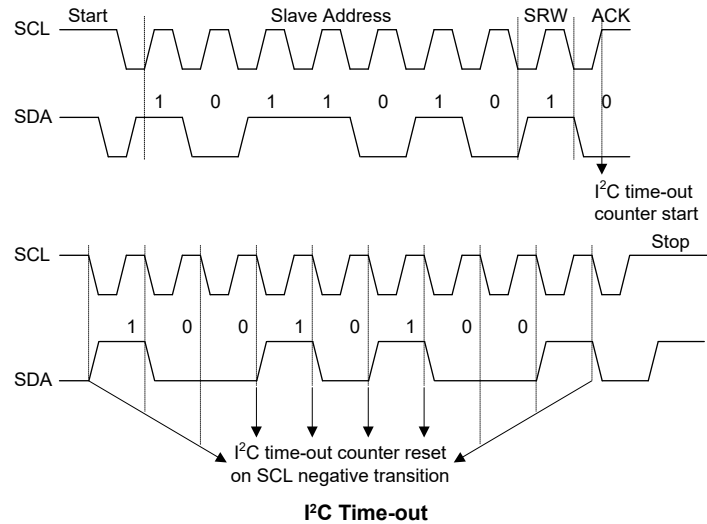 Start Slave Address SRW ACK
SCL
1 0 1 1 0 1 0 1 0
SDA
I²C time-out
counter start
Stop
SCL
1 0 0 1 0 1 0 0
SDA
I²C time-out counter reset
on SCL negative transition
I²C Time-out